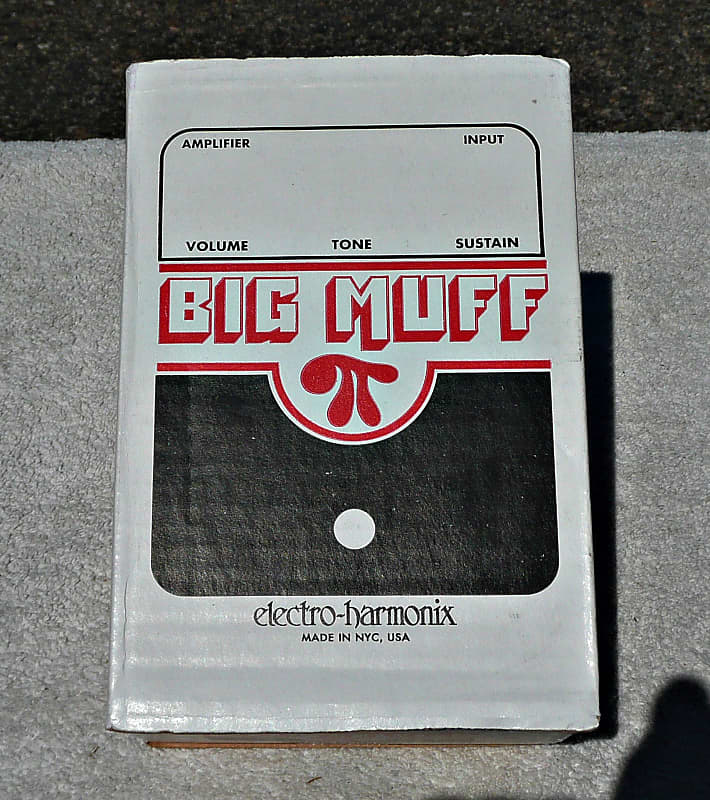 AMPLIFIER INPUT
VOLUME TONE SUSTAIN
BIG MUFF
π
electro-harmonix
MADE IN NYC, USA